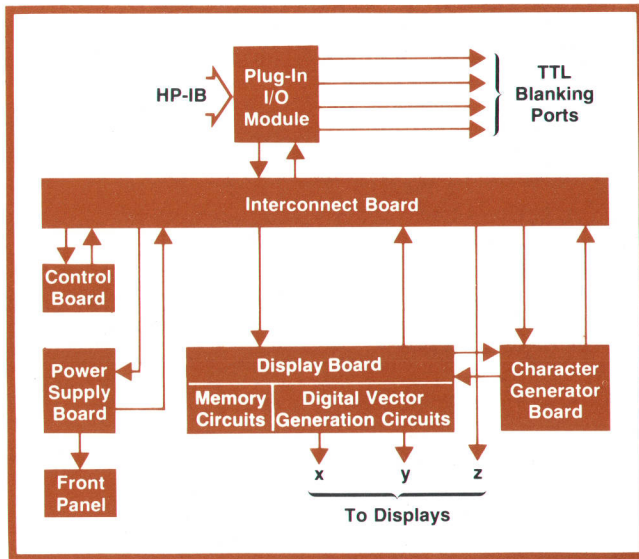 HP-IB
Plug-In
I/O
Module
TTL
Blanking
Ports
Interconnect Board
Control
Board
Power
Supply
Board
Front
Panel
Display Board
Memory
Circuits
Digital Vector
Generation Circuits
Character
Generator
Board
x
y
z
To Displays